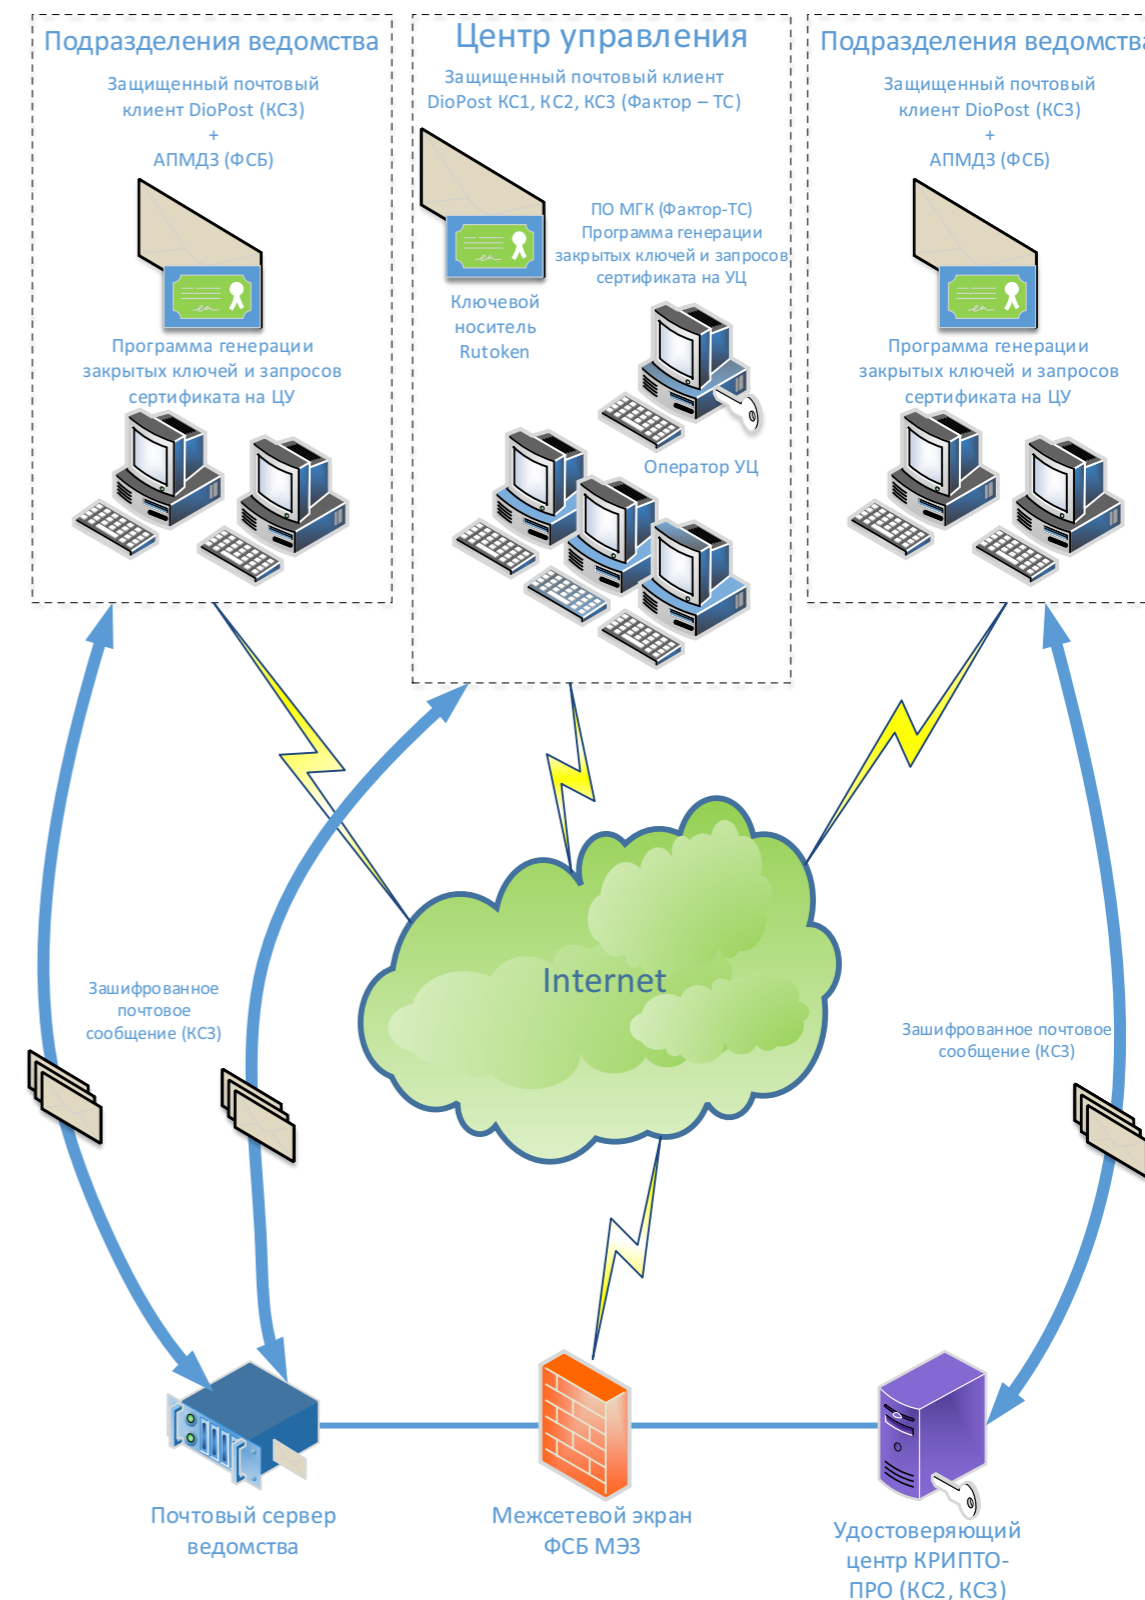 Подразделения ведомства
Защищенный почтовый
клиент DioPost (КС3)
+
АПМДЗ (ФСБ)
Программа генерации
закрытых ключей и запросов
сертификата на ЦУ
Центр управления
Защищенный почтовый клиент
DioPost КС1, КС2, КС3 (Фактор – ТС)
ПО МГК (Фактор-ТС)
Программа генерации
закрытых ключей и запросов
сертификата на УЦ
Ключевой
носитель
Rutoken
Оператор УЦ
Подразделения ведомства
Защищенный почтовый
клиент DioPost (КС3)
+
АПМДЗ (ФСБ)
Программа генерации
закрытых ключей и запросов
сертификата на ЦУ
Internet
Зашифрованное
почтовое
сообщение (КС3)
Зашифрованное почтовое
сообщение (КС3)
Почтовый сервер
ведомства
Межсетевой экран
ФСБ МЭ3
Удостоверяющий
центр КРИПТО-
ПРО (КС2, КС3)